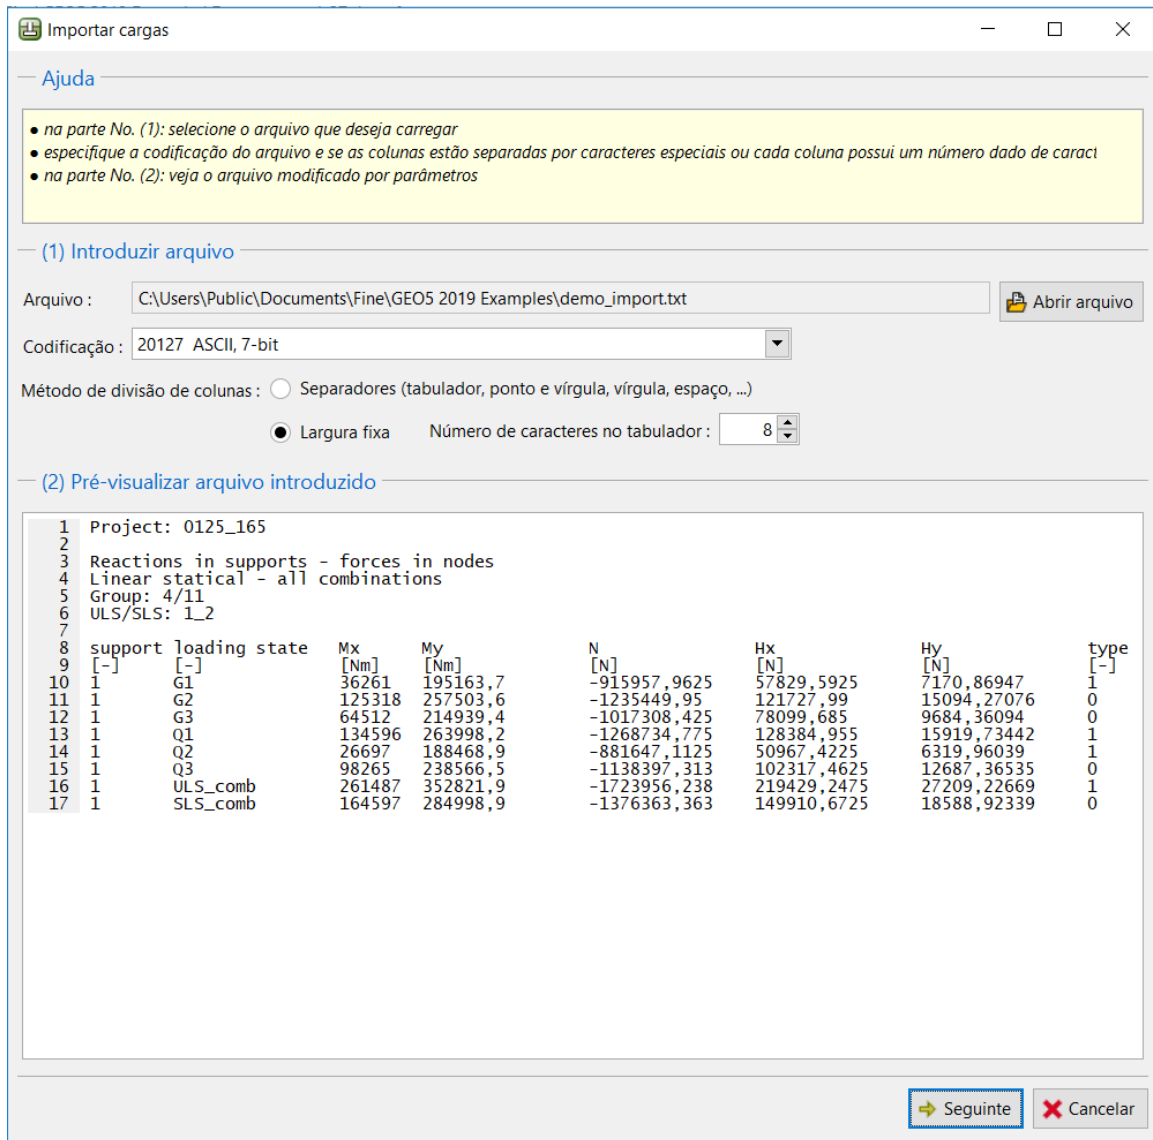 Importar cargas
Ajuda
● na parte No. (1): selecione o arquivo que deseja carregar
● especifique a codificação do arquivo e se as colunas estão separadas por caracteres especiais ou cada coluna possui um número dado de caract
● na parte No. (2): veja o arquivo modificado por parâmetros
(1) Introduzir arquivo
Arquivo : C:\Users\Public\Documents\Fine\GEO5 2019 Examples\demo_import.txt Abrir arquivo
Codificação : 20127 ASCII, 7-bit
Método de divisão de colunas : Separadores (tabulador, ponto e vírgula, vírgula, espaço, ...)
Largura fixa Número de caracteres no tabulador : 8
(2) Pré-visualizar arquivo introduzido
1 Project: 0125_165
2
3 Reactions in supports - forces in nodes
4 Linear statical - all combinations
5 Group: 4/11
6 ULS/SLS: 1_2
7
8 support loading state Mx My N Hx Hy type
9 [-] [-] [Nm] [Nm] [N] [N] [N] [-]
10 1 G1 36261 195163,7 -915957,9625 57829,5925 7170,86947 1
11 1 G2 125318 257503,6 -1235449,95 121727,99 15094,27076 0
12 1 G3 64512 214939,4 -1017308,425 78099,685 9684,36094 0
13 1 Q1 134596 263998,2 -1268734,775 128384,955 15919,73442 1
14 1 Q2 26697 188468,9 -881647,1125 50967,4225 6319,96039 1
15 1 Q3 98265 238566,5 -1138397,313 102317,4625 12687,36535 0
16 1 ULS_comb 261487 352821,9 -1723956,238 219429,2475 27209,22669 1
17 1 SLS_comb 164597 284998,9 -1376363,363 149910,6725 18588,92339 0
Seguinte Cancelar